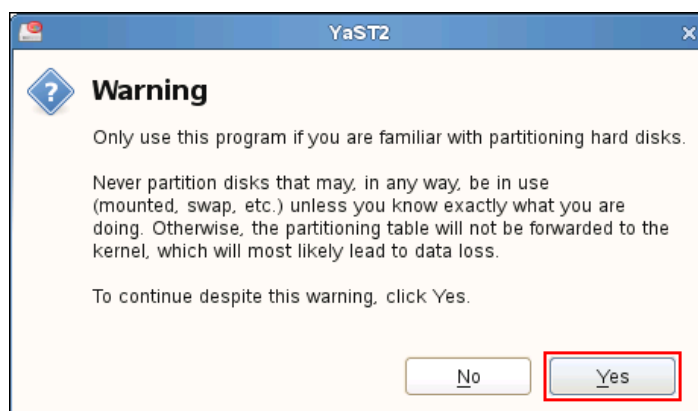 YaST2
Warning
Only use this program if you are familiar with partitioning hard disks.
Never partition disks that may, in any way, be in use
(mounted, swap, etc.) unless you know exactly what you are
doing. Otherwise, the partitioning table will not be forwarded to the
kernel, which will most likely lead to data loss.
To continue despite this warning, click Yes.
No
Yes